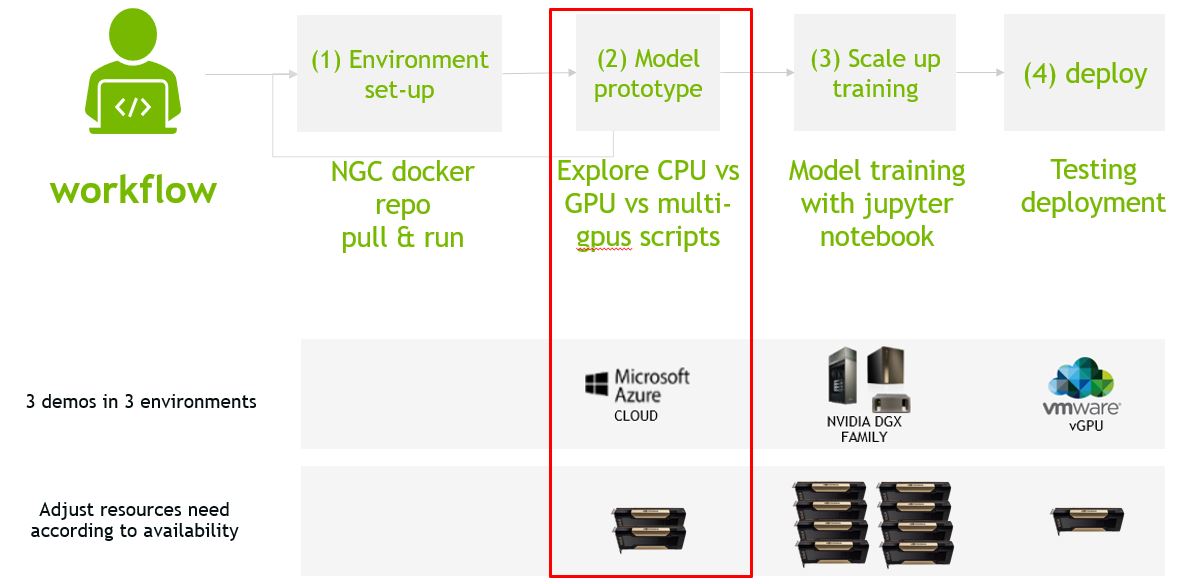 </>
workflow
(1) Environment
set-up
(2) Model
prototype
(3) Scale up
training
(4) deploy
NGC docker
repo
pull & run
Explore CPU vs
GPU vs multi-
gpus scripts
Model training
with jupyter
notebook
Testing
deployment
3 demos in 3 environments
Microsoft
Azure
CLOUD
NVIDIA DGX
FAMILY
vmware
vGPU
Adjust resources need
according to availability